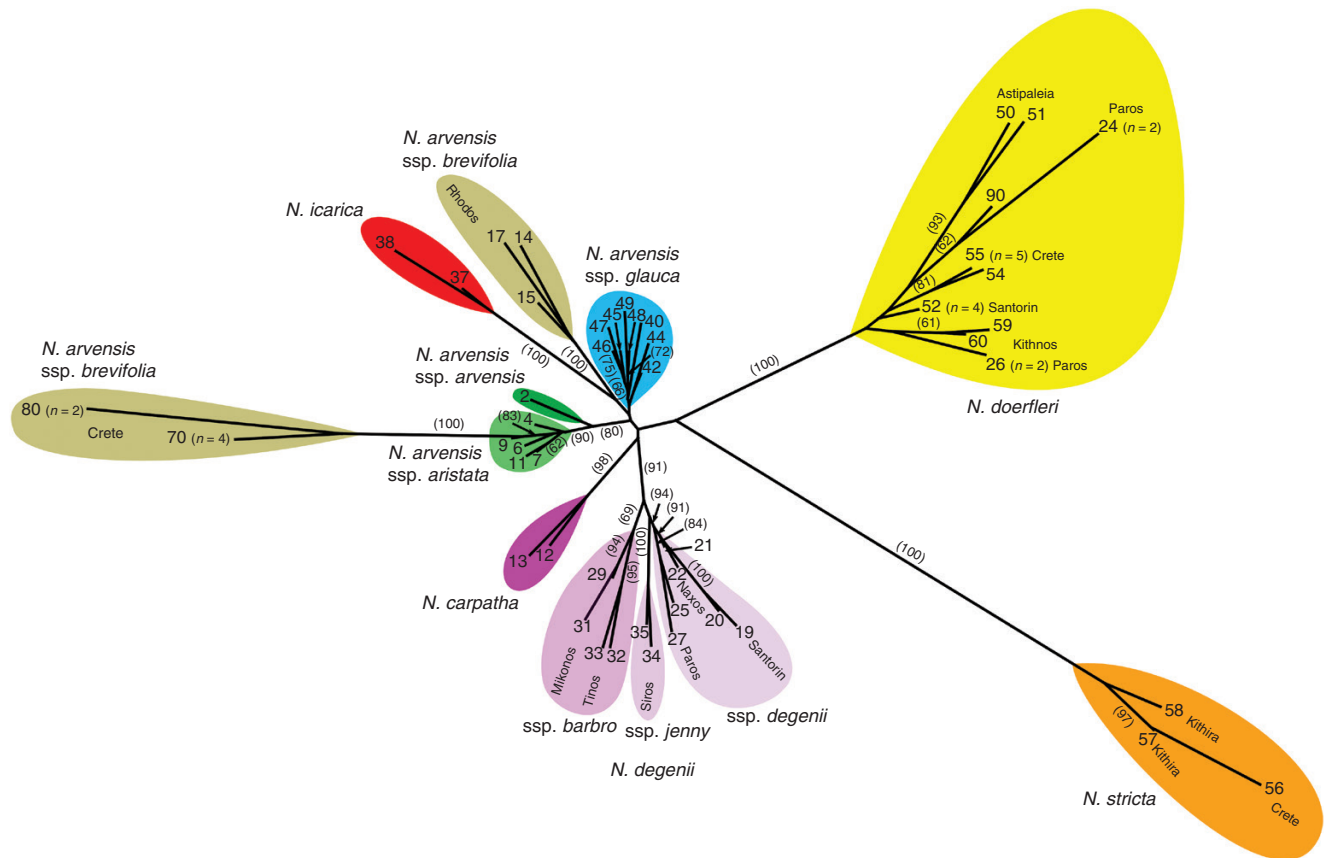 Astipaleia
50 51
Paros
24 (n = 2)
90
(93)
(62)
55 (n = 5) Crete
54
(81)
52 (n = 4) Santorin
(61)
59
60
Kithnos
26 (n = 2) Paros
N. doerfleri
(100)
N. arvensis
ssp. brevifolia
Rhodos
17 14
15
(100)
N. icarica
38
37
(100)
N. arvensis
ssp. glauca
49
45 48 40
47 44
46 (72)
42
(75)
(66)
N. arvensis
ssp. brevifolia
80 (n = 2)
Crete
70 (n = 4)
(100)
N. arvensis
ssp. arvensis
2
(83) 4
9 6
11 7
(62)
(90)
(80)
N. arvensis
ssp. aristata
(98)
13 12
N. carpatha
(91)
(94)
(91)
(84)
(69)
(94)
(95)
(100)
(100)
29
31
33 32
Mikonos
Tinos
35
34
Siros
21
22
Naxos
25
27
Paros
20
19
Santorin
ssp. barbro
ssp. jenny
ssp. degenii
N. degenii
(100)
(97)
58 Kithira
57
Kithira
56
Crete
N. stricta